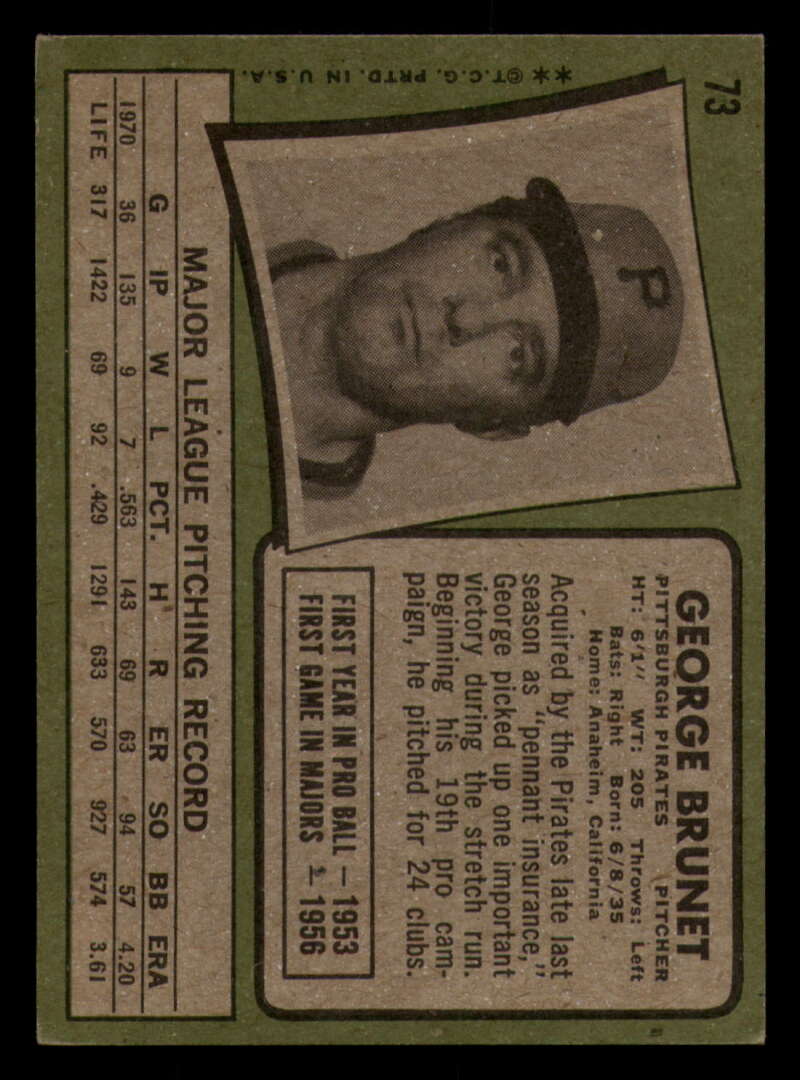 73
**©T.C.G. PRTD. IN U.S.A.
P
GEORGE BRUNET
PITTSBURGH PIRATES PITCHER
HT: 6'1" WT: 205 Throws: Left
Bats: Right Born: 6/8/35
Home: Anaheim, California
Acquired by the Pirates late last
season as "pennant insurance,"
George picked up one important
victory during the stretch run.
Beginning his 19th pro cam-
paign, he pitched for 24 clubs.
FIRST YEAR IN PRO BALL — 1953
FIRST GAME IN MAJORS — 1956
MAJOR LEAGUE PITCHING RECORD
G IP W L PCT. H R ER SO BB ERA
1970 36 135 9 7 .563 143 69 63 94 57 4.20
LIFE 317 1422 69 92 .429 1291 633 570 927 574 3.61